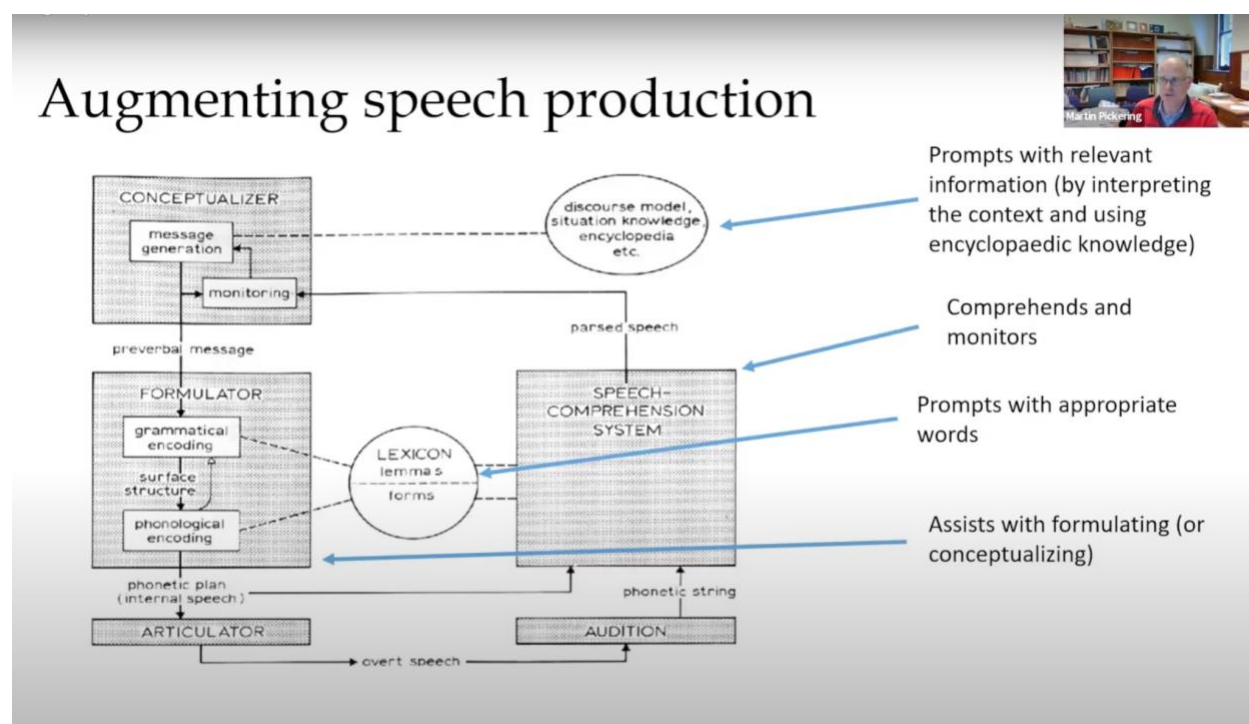 Augmenting speech production
Martin Pickering
CONCEPTUALIZER
message
generation
monitoring
discourse model,
situation knowledge,
encyclopedia
etc.
parsed speech
preverbal message
FORMULATOR
grammatical
encoding
surface
structure
phonological
encoding
LEXICON
lemmas
forms
SPEECH-
COMPREHENSION
SYSTEM
phonetic plan
(internal speech)
phonetic string
ARTICULATOR
AUDITION
overt speech
Prompts with relevant
information (by interpreting
the context and using
encyclopaedic knowledge)
Comprehends and
monitors
Prompts with appropriate
words
Assists with formulating (or
conceptualizing)